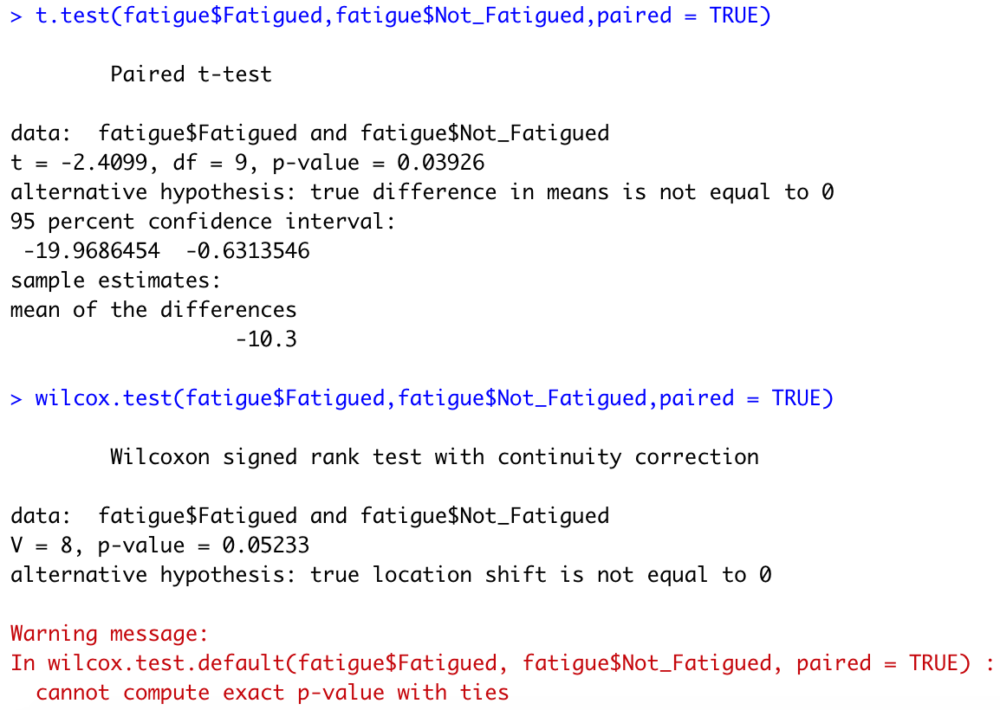 > t.test(fatigue$Fatigued,fatigue$Not_Fatigued,paired = TRUE)
Paired t-test
data:  fatigue$Fatigued and fatigue$Not_Fatigued
t = -2.4099, df = 9, p-value = 0.03926
alternative hypothesis: true difference in means is not equal to 0
95 percent confidence interval:
-19.9686454  -0.6313546
sample estimates:
mean of the differences
-10.3
> wilcox.test(fatigue$Fatigued,fatigue$Not_Fatigued,paired = TRUE)
Wilcoxon signed rank test with continuity correction
data:  fatigue$Fatigued and fatigue$Not_Fatigued
V = 8, p-value = 0.05233
alternative hypothesis: true location shift is not equal to 0
Warning message:
In wilcox.test.default(fatigue$Fatigued, fatigue$Not_Fatigued, paired = TRUE) :
cannot compute exact p-value with ties